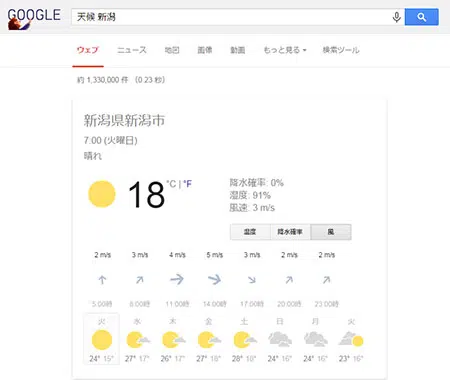 GOOGLE
天候 新潟
ウェブ ニュース 地図 画像 動画 もっと見る 検索ツール
約 1,330,000 件 (0.23 秒)
新潟県新潟市
7:00 (火曜日)
晴れ
18 °C | °F
降水確率: 0%
湿度: 91%
風速: 3 m/s
温度 降水確率 風
2 m/s 3 m/s 4 m/s 5 m/s 3 m/s 2 m/s 2 m/s
5:00時 8:00時 11:00時 14:00時 17:00時 20:00時 23:00時
火 水 木 金 土 日 月 火
24° 15° 27° 17° 26° 17° 27° 18° 28° 18° 24° 16° 24° 16° 23° 16°